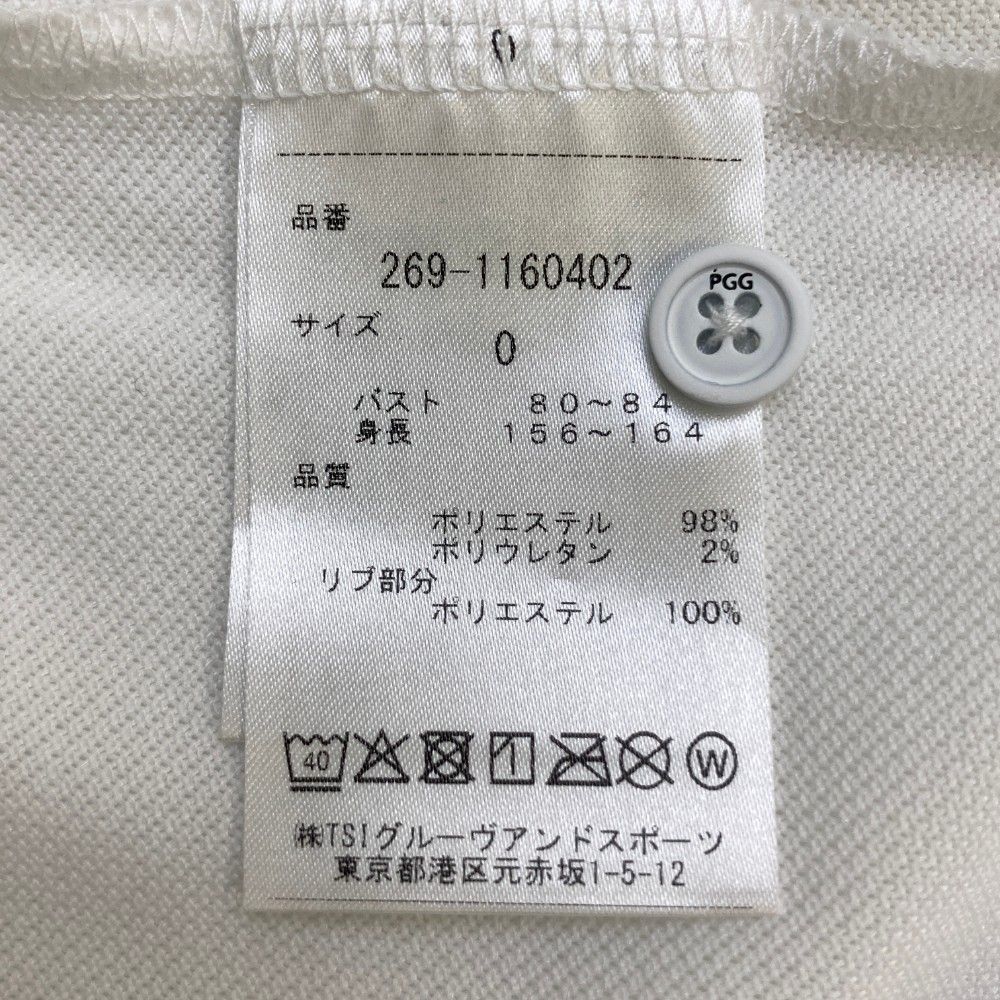 品番
269-1160402
PGG
サイズ
0
バスト 80～84
身長 156～164
品質
ポリエステル 98%
ポリウレタン 2%
リブ部分
ポリエステル 100%
40 W
㈱TSIグルーヴアンドスポーツ
東京都港区元赤坂1-5-12